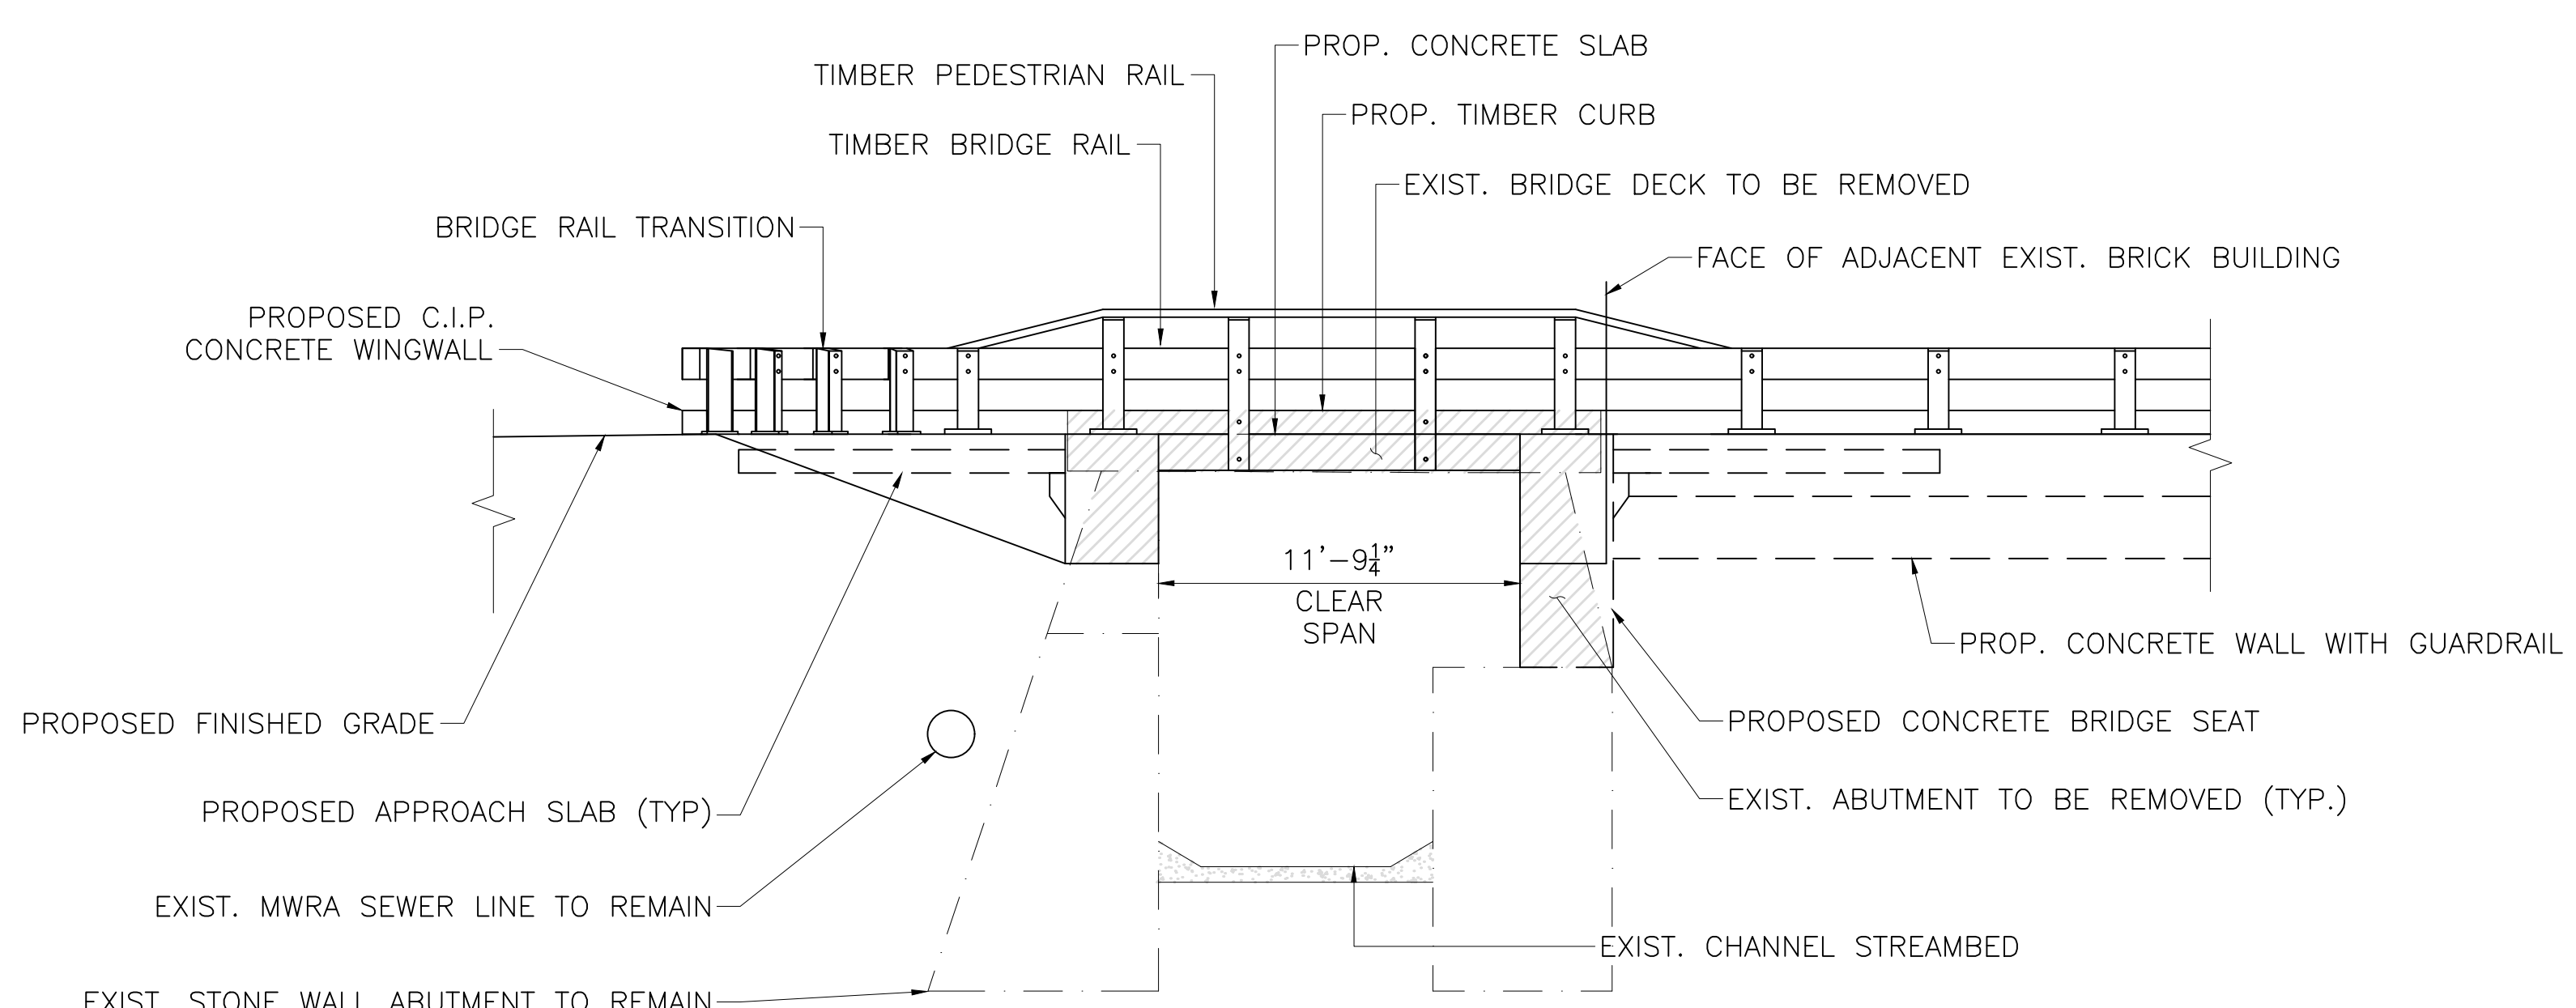 PROP. CONCRETE SLAB
TIMBER PEDESTRIAN RAIL
PROP. TIMBER CURB
TIMBER BRIDGE RAIL
EXIST. BRIDGE DECK TO BE REMOVED
BRIDGE RAIL TRANSITION
FACE OF ADJACENT EXIST. BRICK BUILDING
PROPOSED C.I.P.
CONCRETE WINGWALL
11'-9¼"
CLEAR
SPAN
PROP. CONCRETE WALL WITH GUARDRAIL
PROPOSED FINISHED GRADE
PROPOSED CONCRETE BRIDGE SEAT
EXIST. ABUTMENT TO BE REMOVED (TYP.)
PROPOSED APPROACH SLAB (TYP)
EXIST. MWRA SEWER LINE TO REMAIN
EXIST. CHANNEL STREAMBED
EXIST. STONE WALL ABUTMENT TO REMAIN